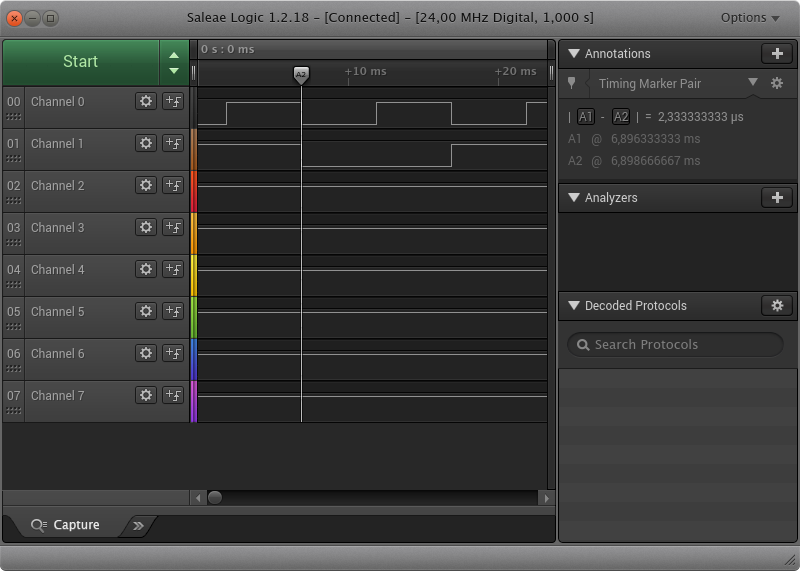 Saleae Logic 1.2.18 – [Connected] – [24,00 MHz Digital, 1,000 s]
Options
Start
0 s : 0 ms
A2
+10 ms
+20 ms
00 Channel 0
01 Channel 1
02 Channel 2
03 Channel 3
04 Channel 4
05 Channel 5
06 Channel 6
07 Channel 7
Capture
Annotations
Timing Marker Pair
| A1 - A2 | = 2,333333333 µs
A1 @ 6,896333333 ms
A2 @ 6,898666667 ms
Analyzers
Decoded Protocols
Search Protocols